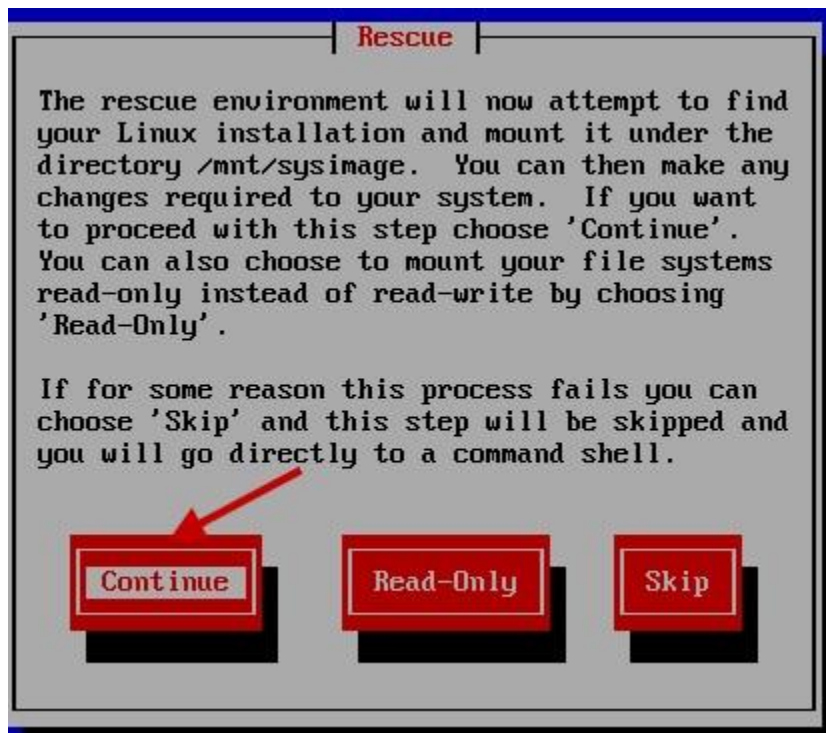 Rescue
The rescue environment will now attempt to find
your Linux installation and mount it under the
directory /mnt/sysimage.  You can then make any
changes required to your system.  If you want
to proceed with this step choose 'Continue'.
You can also choose to mount your file systems
read-only instead of read-write by choosing
'Read-Only'.
If for some reason this process fails you can
choose 'Skip' and this step will be skipped and
you will go directly to a command shell.
Continue Read-Only Skip